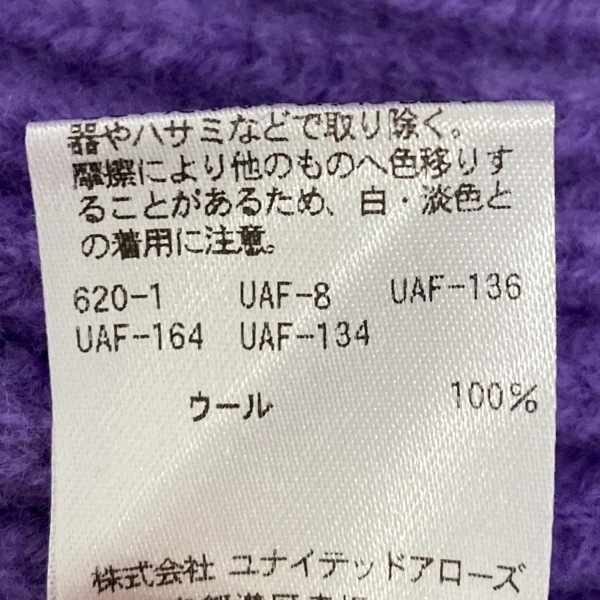 器やハサミなどで取り除く。
摩擦により他のものへ色移りす
ることがあるため、白・淡色と
の着用に注意。
620-1 UAF-8 UAF-136
UAF-164 UAF-134
ウール 100%
株式会社 ユナイテッドアローズ